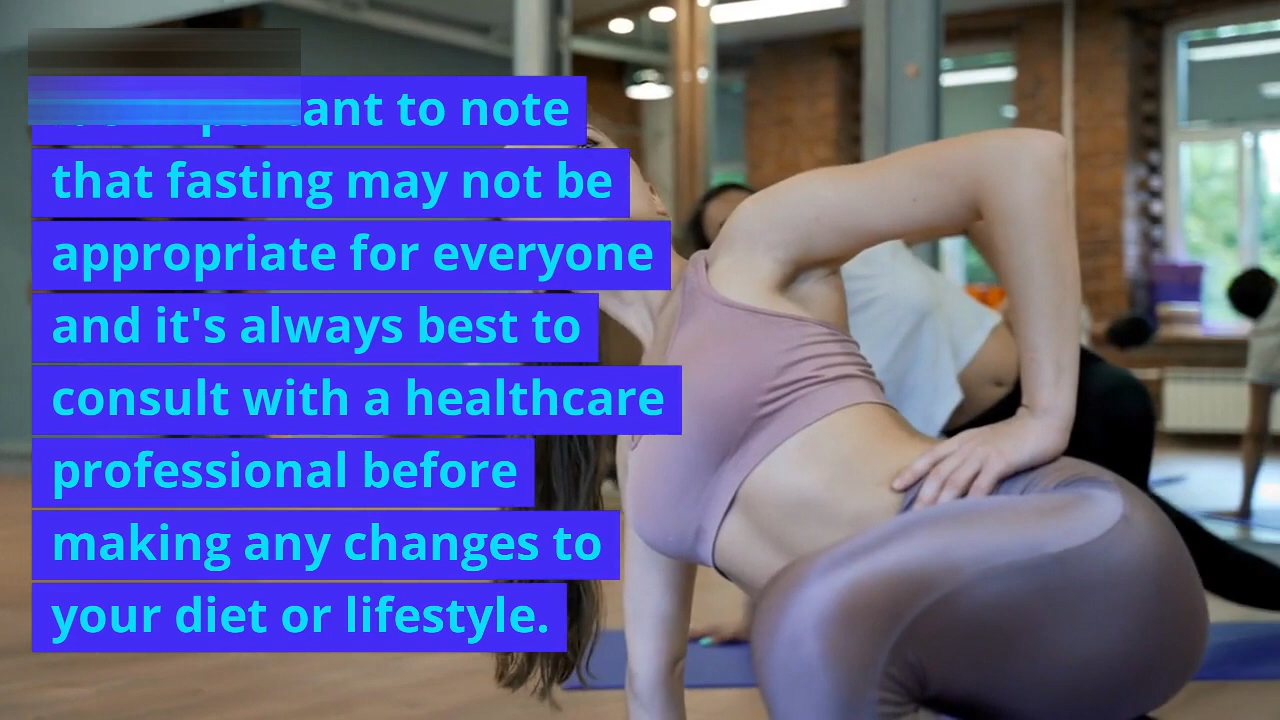 ant to note
that fasting may not be
appropriate for everyone
and it's always best to
consult with a healthcare
professional before
making any changes to
your diet or lifestyle.